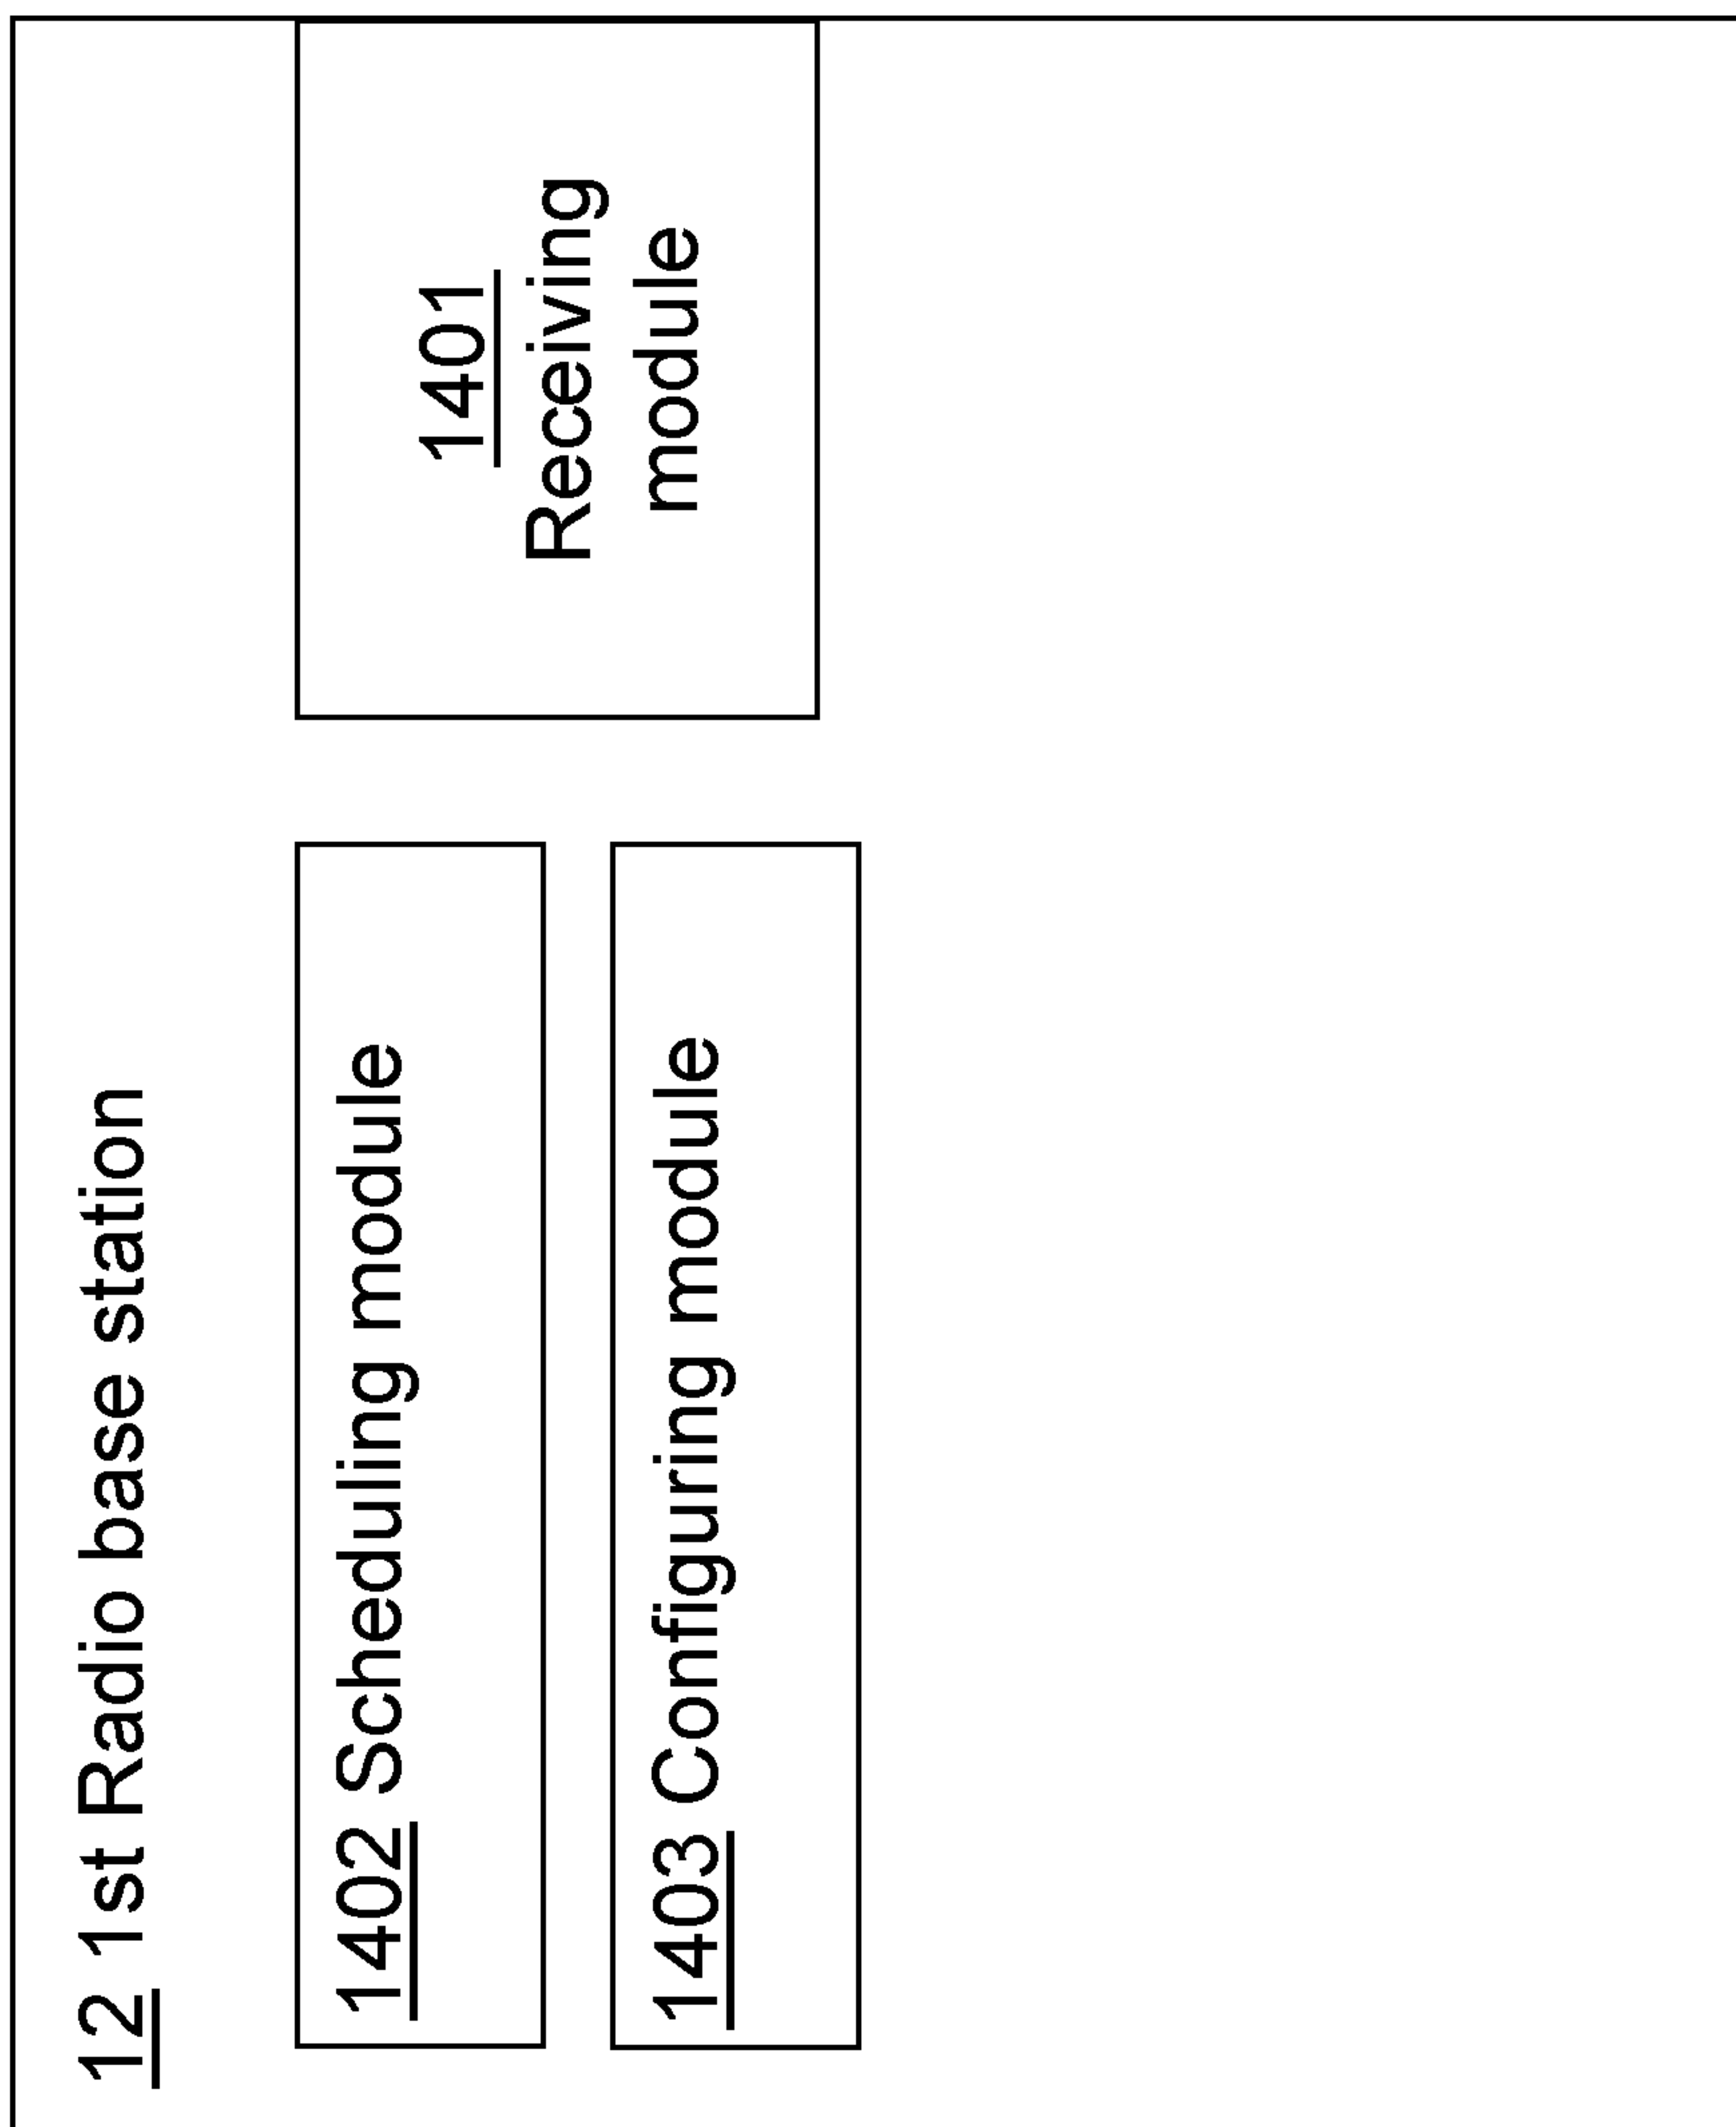 12 1st Radio base station
1402 Scheduling module
1403 Configuring module
1401
Receiving
module